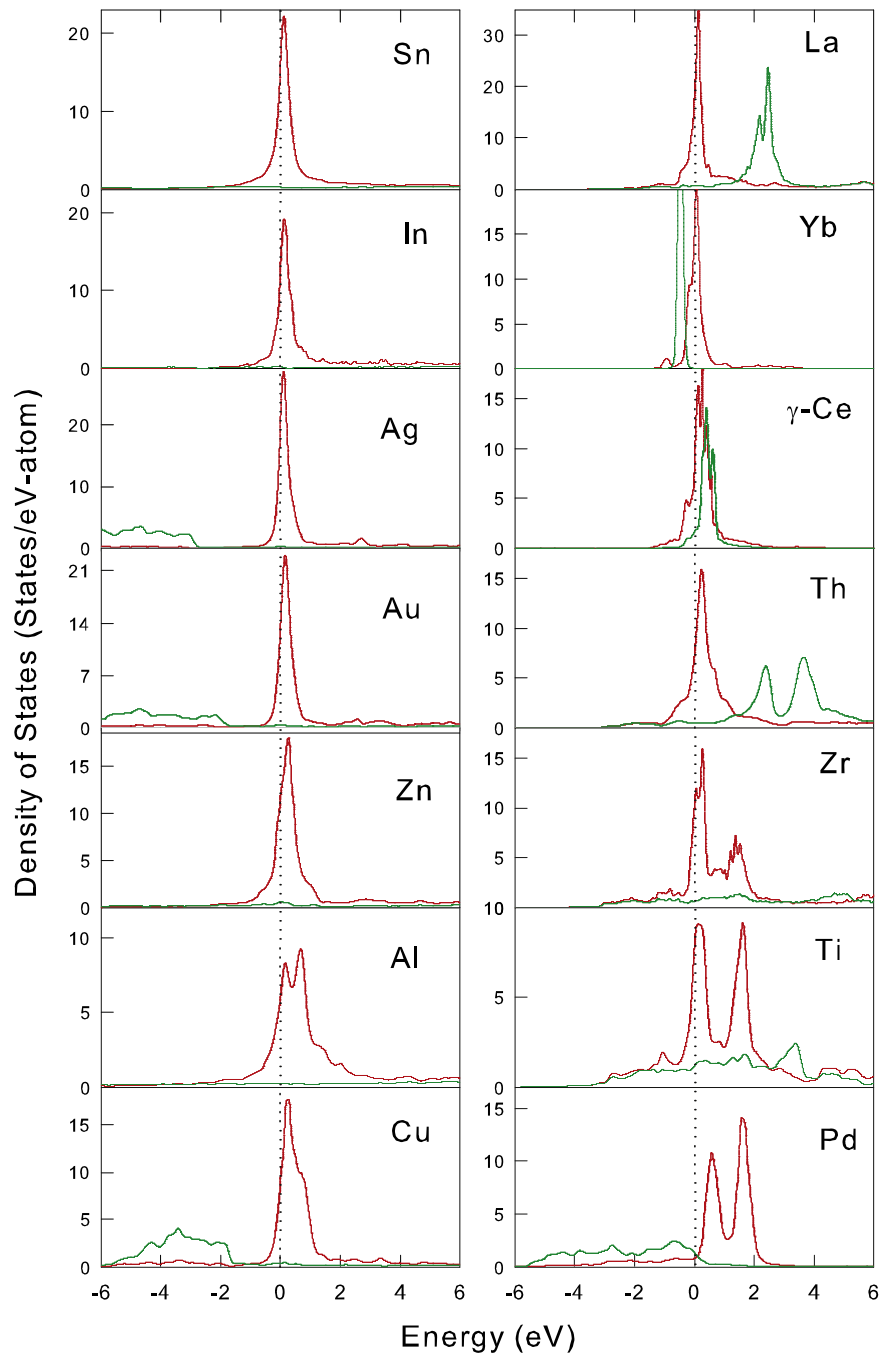 Density of States (States/eV-atom)
Sn
20
10
0
In
20
10
0
Ag
20
10
0
Au
21
14
7
0
Zn
15
10
5
0
Al
10
5
0
Cu
15
10
5
0
-6 -4 -2 0 2 4 6
La
30
20
10
0
Yb
15
10
5
0
γ-Ce
15
10
5
0
Th
15
10
5
0
Zr
15
10
5
10
Ti
5
0
Pd
15
10
5
0
-6 -4 -2 0 2 4 6
Energy (eV)